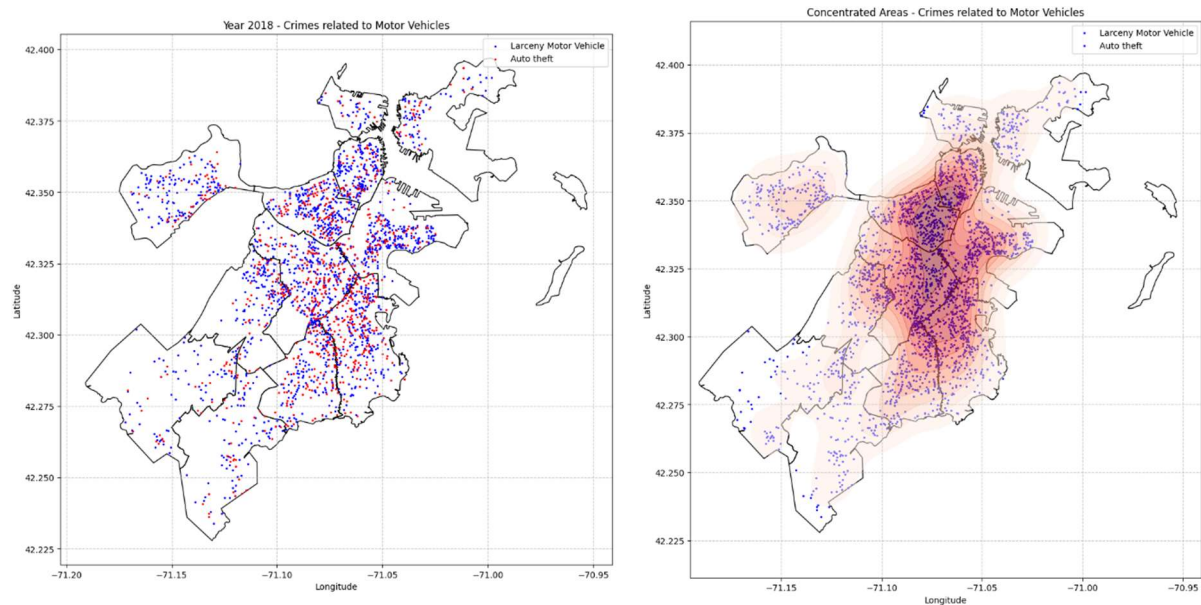 Year 2018 - Crimes related to Motor Vehicles
Larceny Motor Vehicle
Auto theft
42.400
42.375
42.350
42.325
42.300
42.275
42.250
42.225
Latitude
−71.20
−71.15
−71.10
−71.05
−71.00
−70.95
Longitude
Concentrated Areas - Crimes related to Motor Vehicles
Larceny Motor Vehicle
Auto theft
42.400
42.375
42.350
42.325
42.300
42.275
42.250
42.225
Latitude
−71.15
−71.10
−71.05
−71.00
−70.95
Longitude